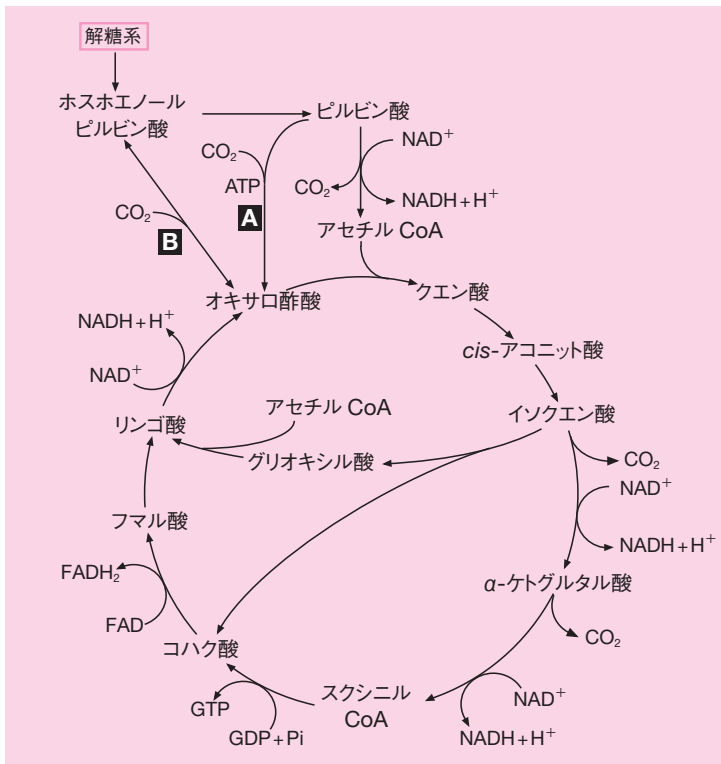 解糖系
ホスホエノール
ピルビン酸
ピルビン酸
CO₂
ATP
A
CO₂
NAD⁺
NADH+H⁺
CO₂
B
アセチル CoA
オキサロ酢酸
クエン酸
NADH+H⁺
NAD⁺
cis-アコニット酸
アセチル CoA
イソクエン酸
リンゴ酸
グリオキシル酸
CO₂
NAD⁺
フマル酸
NADH+H⁺
FADH₂
α-ケトグルタル酸
FAD
CO₂
コハク酸
スクシニル
CoA
NAD⁺
GTP
GDP+Pi
NADH+H⁺